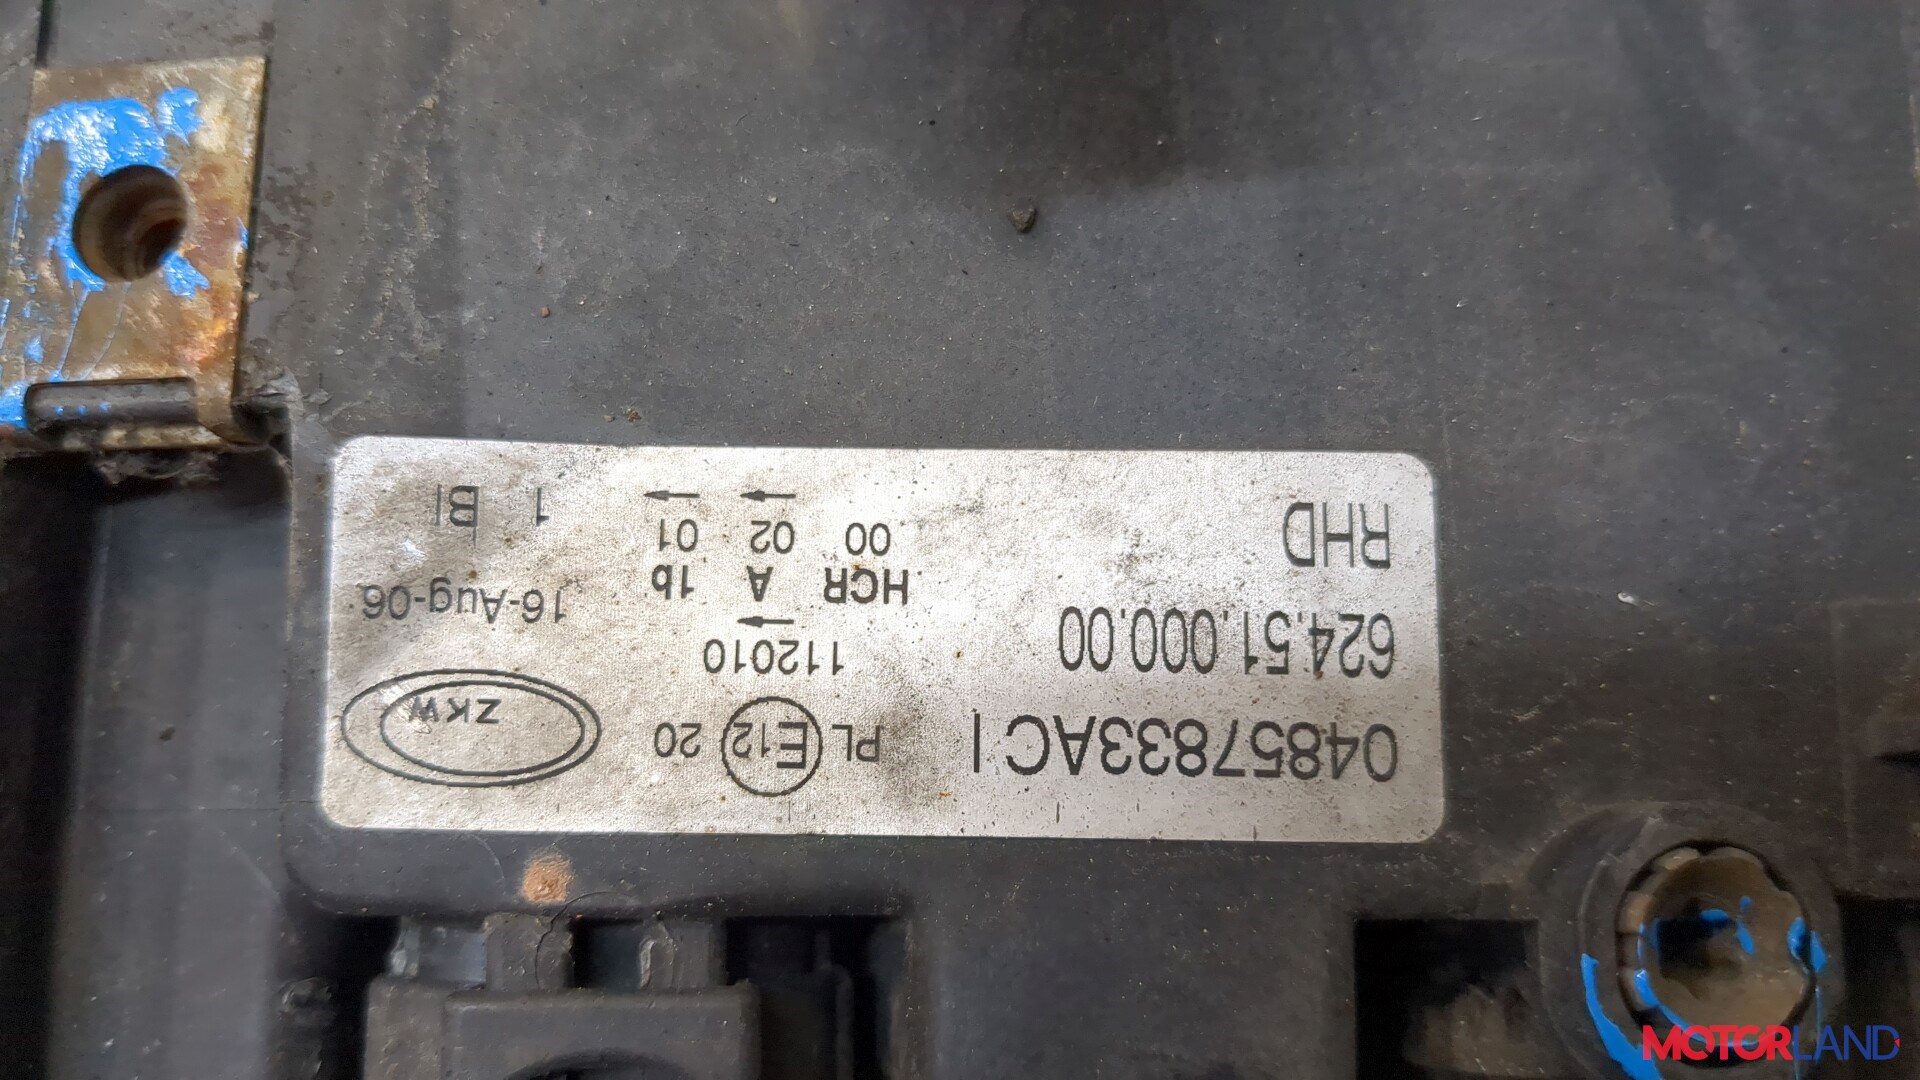 04857833AC I
PL E12 20
ZKW
624.51.000.00
112010
16-Aug-06
HCR A 1b
RHD
00 02 01
1 BI
MOTORLAND